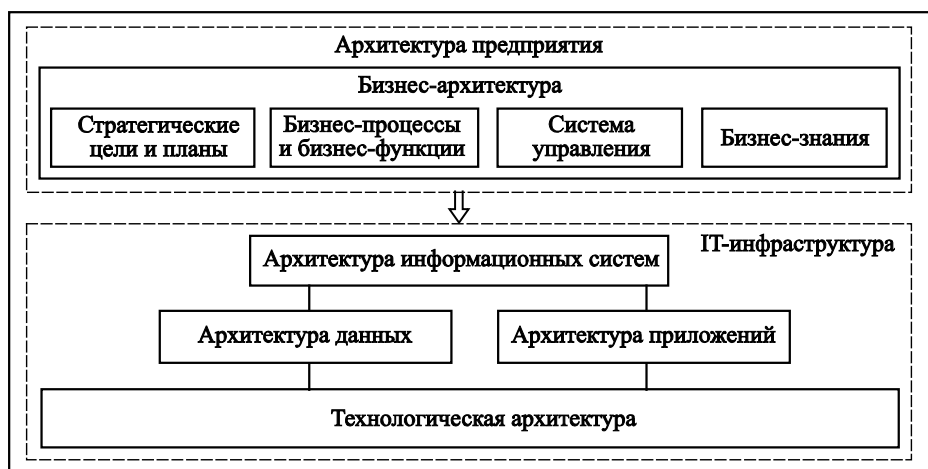 Архитектура предприятия
Бизнес-архитектура
Стратегические
цели и планы
Бизнес-процессы
и бизнес-функции
Система
управления
Бизнес-знания
IT-инфраструктура
Архитектура информационных систем
Архитектура данных
Архитектура приложений
Технологическая архитектура